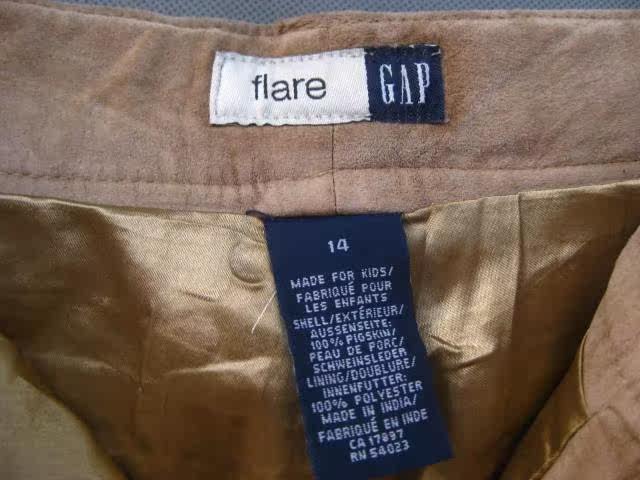 flare GAP
14
MADE FOR KIDS/
FABRIQUÉ POUR
LES ENFANTS
SHELL/EXTÉRIEUR/
AUSSENSEITE:
100% PIGSKIN/
PEAU DE PORC/
SCHWEINSLEDER
LINING/DOUBLURE/
INNENFUTTER:
100% POLYESTER
MADE IN INDIA/
FABRIQUÉ EN INDE
CA 17897
RN 54023